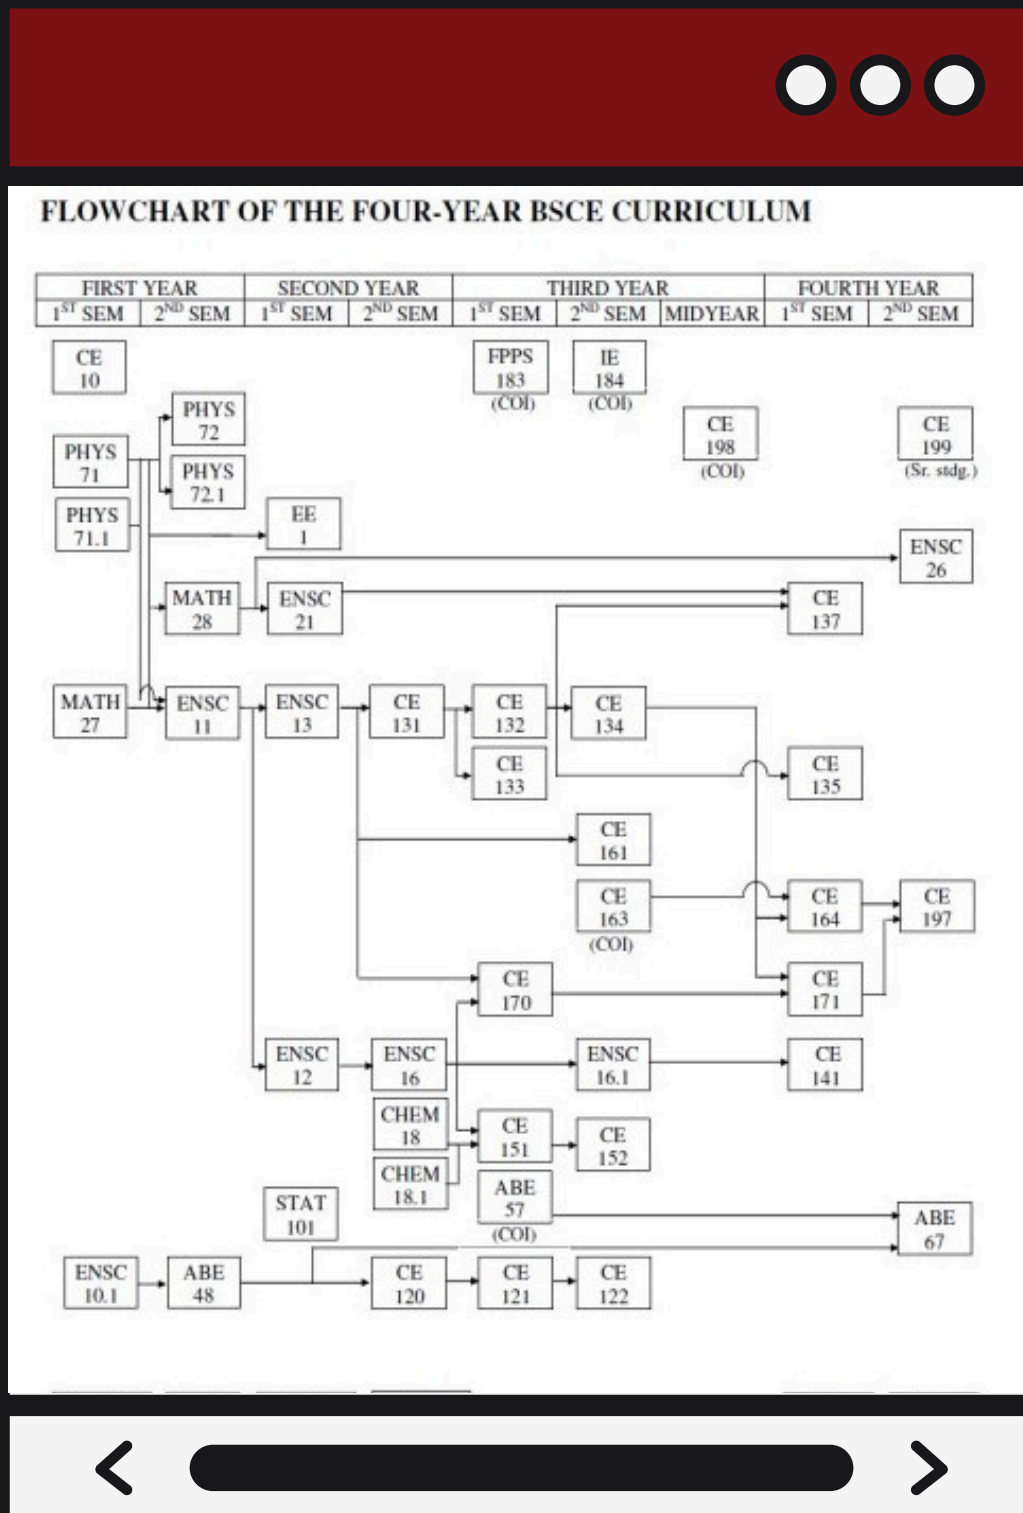 FLOWCHART OF THE FOUR-YEAR BSCE CURRICULUM
FIRST YEAR SECOND YEAR THIRD YEAR FOURTH YEAR
1ST SEM 2ND SEM 1ST SEM 2ND SEM 1ST SEM 2ND SEM MIDYEAR 1ST SEM 2ND SEM
CE
10
FPPS
183
(COI)
IE
184
(COI)
PHYS
72
CE
198
(COI)
CE
199
(Sr. stdg.)
PHYS
71
PHYS
72.1
PHYS
71.1
EE
1
ENSC
26
MATH
28
ENSC
21
CE
137
MATH
27
ENSC
11
ENSC
13
CE
131
CE
132
CE
134
CE
133
CE
135
CE
161
CE
163
(COI)
CE
164
CE
197
CE
170
CE
171
ENSC
12
ENSC
16
ENSC
16.1
CE
141
CHEM
18
CE
151
CE
152
CHEM
18.1
ABE
57
(COI)
STAT
101
ABE
67
ENSC
10.1
ABE
48
CE
120
CE
121
CE
122